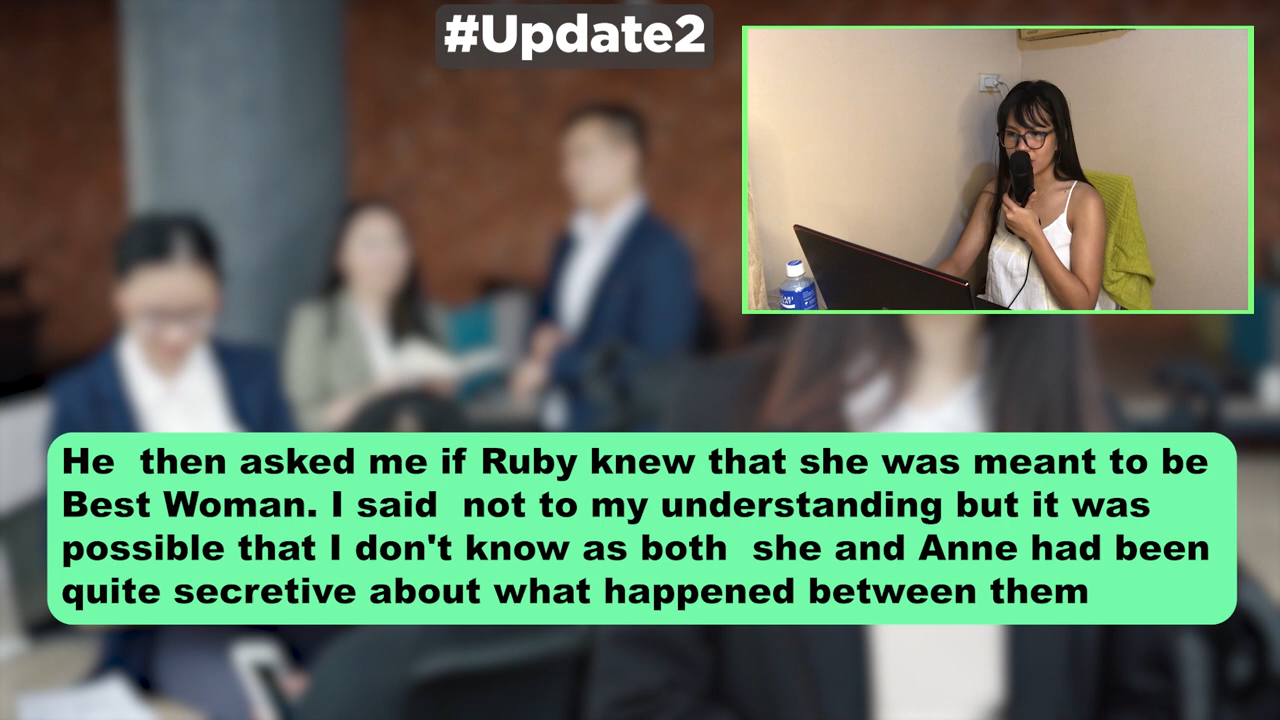 #Update2
He  then asked me if Ruby knew that she was meant to be
Best Woman. I said  not to my understanding but it was
possible that I don't know as both  she and Anne had been
quite secretive about what happened between them